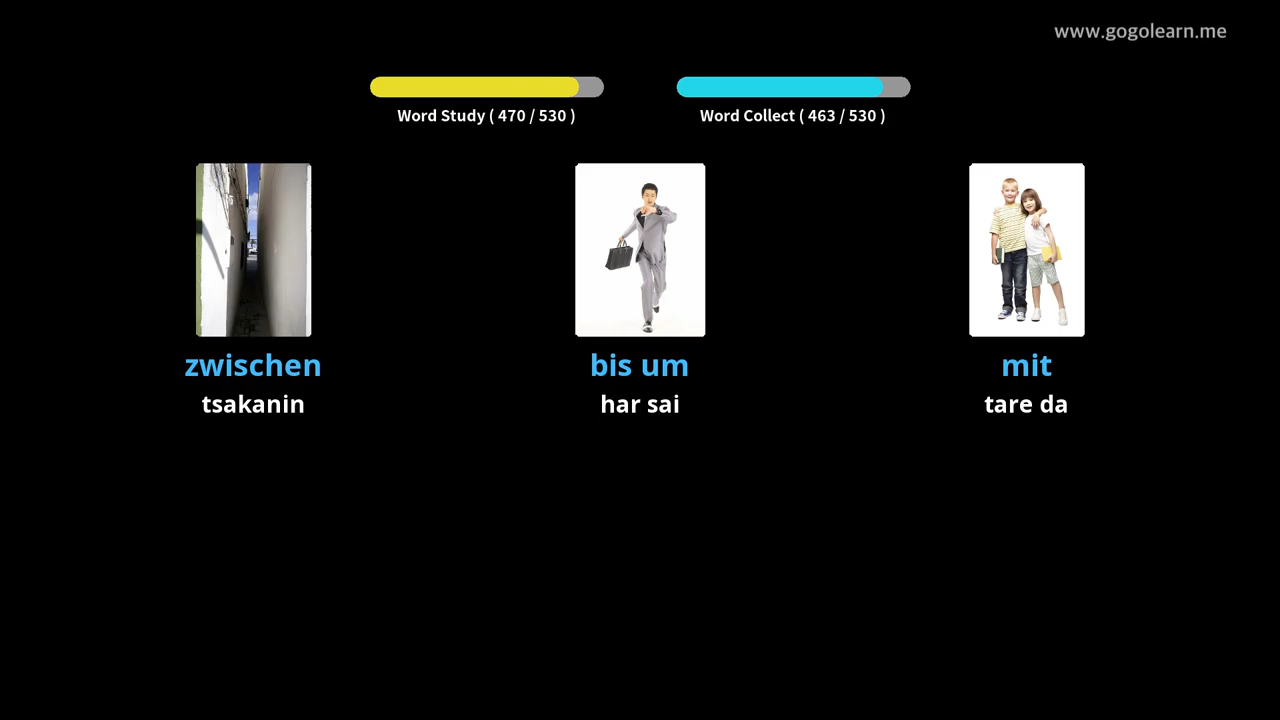 www.gogolearn.me
Word Study ( 470 / 530 )
Word Collect ( 463 / 530 )
zwischen
tsakanin
bis um
har sai
mit
tare da